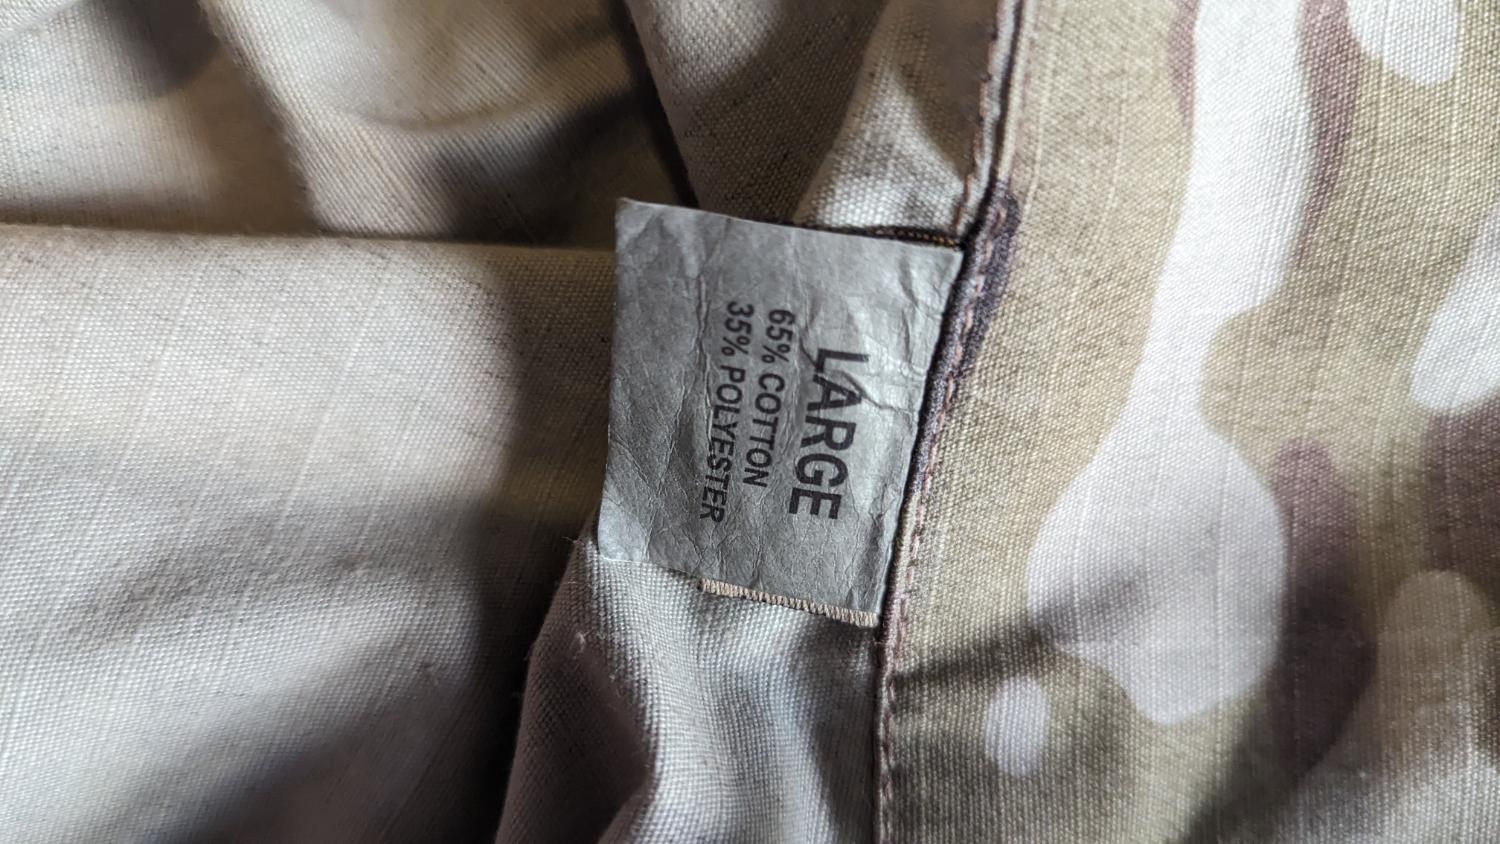 LARGE
65% COTTON
35% POLYESTER